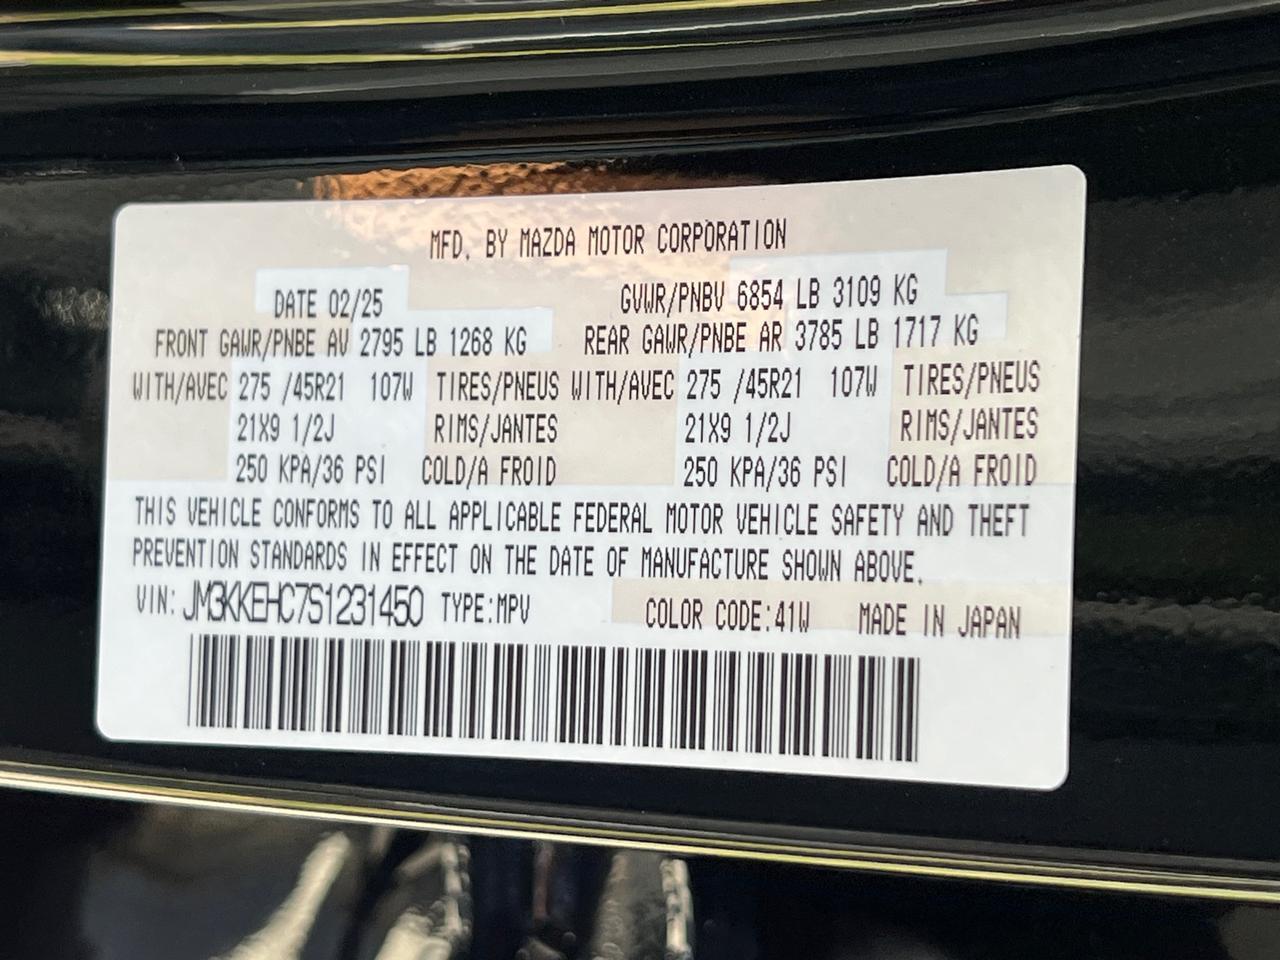 MFD. BY MAZDA MOTOR CORPORATION
DATE 02/25 GVWR/PNBV 6854 LB 3109 KG
FRONT GAWR/PNBE AV 2795 LB 1268 KG REAR GAWR/PNBE AR 3785 LB 1717 KG
WITH/AVEC 275 /45R21 107W TIRES/PNEUS WITH/AVEC 275 /45R21 107W TIRES/PNEUS
21X9 1/2J RIMS/JANTES 21X9 1/2J RIMS/JANTES
250 KPA/36 PSI COLD/A FROID 250 KPA/36 PSI COLD/A FROID
THIS VEHICLE CONFORMS TO ALL APPLICABLE FEDERAL MOTOR VEHICLE SAFETY AND THEFT
PREVENTION STANDARDS IN EFFECT ON THE DATE OF MANUFACTURE SHOWN ABOVE.
VIN: JM3KKEHC7S1231450 TYPE:MPV COLOR CODE:41W MADE IN JAPAN